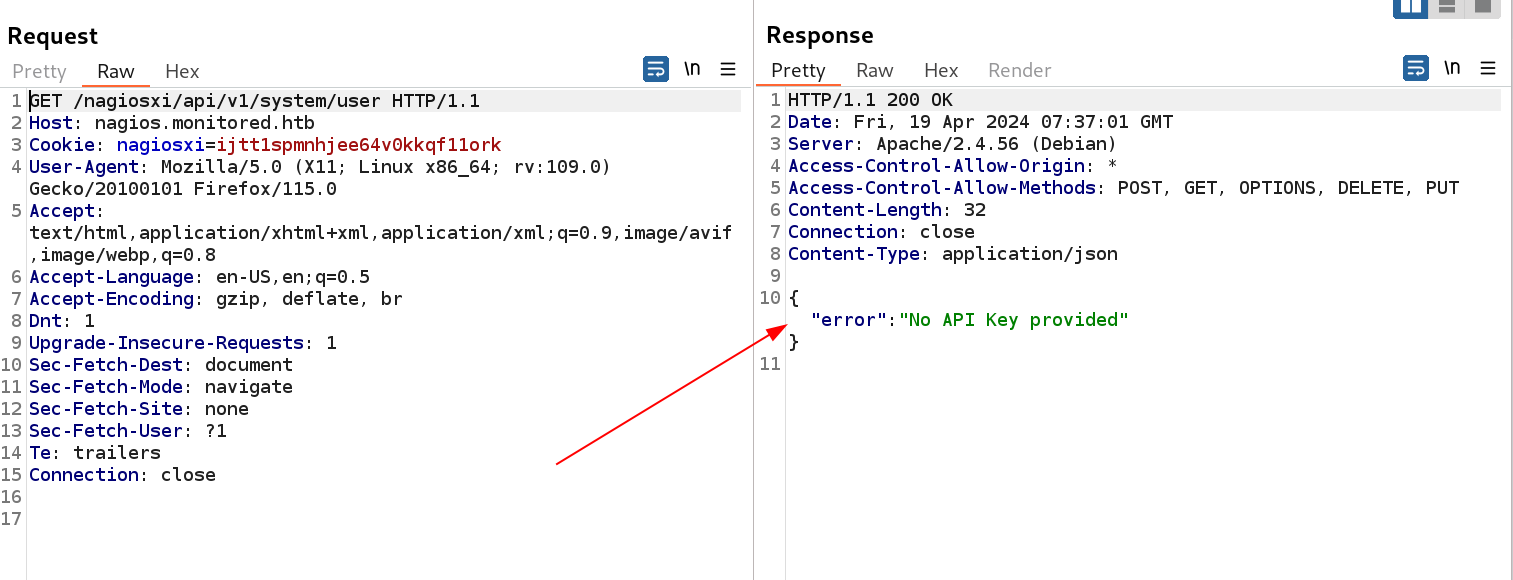 Request
Pretty Raw Hex \n
1 GET /nagiosxi/api/v1/system/user HTTP/1.1
2 Host: nagios.monitored.htb
3 Cookie: nagiosxi=ijtt1spmnhjee64v0kkqf11ork
4 User-Agent: Mozilla/5.0 (X11; Linux x86_64; rv:109.0)
Gecko/20100101 Firefox/115.0
5 Accept:
text/html,application/xhtml+xml,application/xml;q=0.9,image/avif
,image/webp,q=0.8
6 Accept-Language: en-US,en;q=0.5
7 Accept-Encoding: gzip, deflate, br
8 Dnt: 1
9 Upgrade-Insecure-Requests: 1
10 Sec-Fetch-Dest: document
11 Sec-Fetch-Mode: navigate
12 Sec-Fetch-Site: none
13 Sec-Fetch-User: ?1
14 Te: trailers
15 Connection: close
16
17
Response
Pretty Raw Hex Render \n
1 HTTP/1.1 200 OK
2 Date: Fri, 19 Apr 2024 07:37:01 GMT
3 Server: Apache/2.4.56 (Debian)
4 Access-Control-Allow-Origin: *
5 Access-Control-Allow-Methods: POST, GET, OPTIONS, DELETE, PUT
6 Content-Length: 32
7 Connection: close
8 Content-Type: application/json
9
10 {
"error":"No API Key provided"
}
11